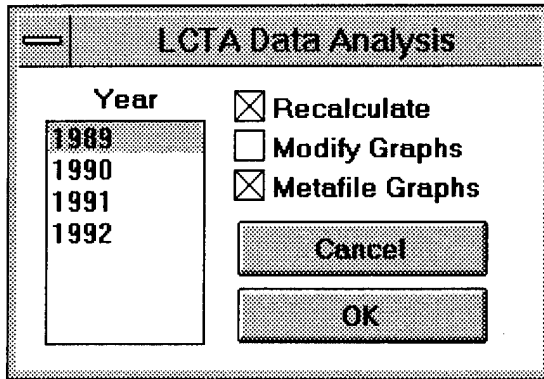 LCTA Data Analysis
Year
1989
1990
1991
1992
Recalculate
Modify Graphs
Metafile Graphs
Cancel
OK